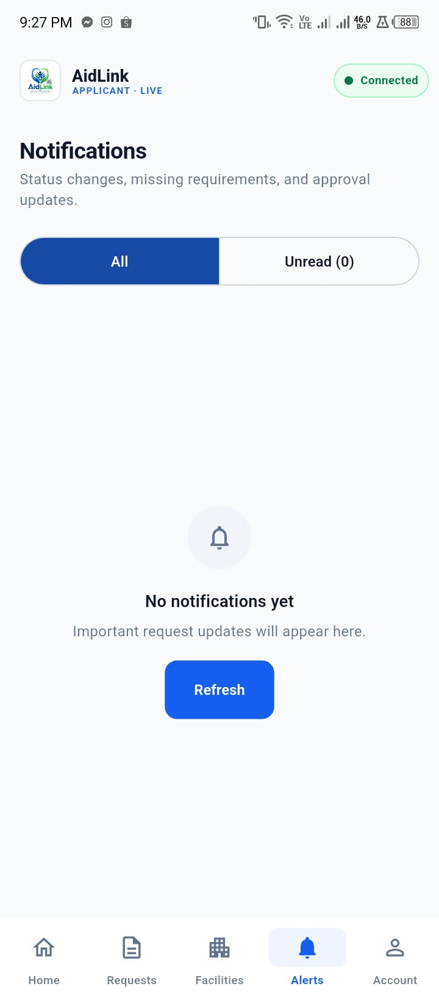 9:27 PM
Vo
LTE
46.0
B/S
88
AidLink
AidLink
APPLICANT · LIVE
Connected
Notifications
Status changes, missing requirements, and approval
updates.
All
Unread (0)
No notifications yet
Important request updates will appear here.
Refresh
Home
Requests
Facilities
Alerts
Account